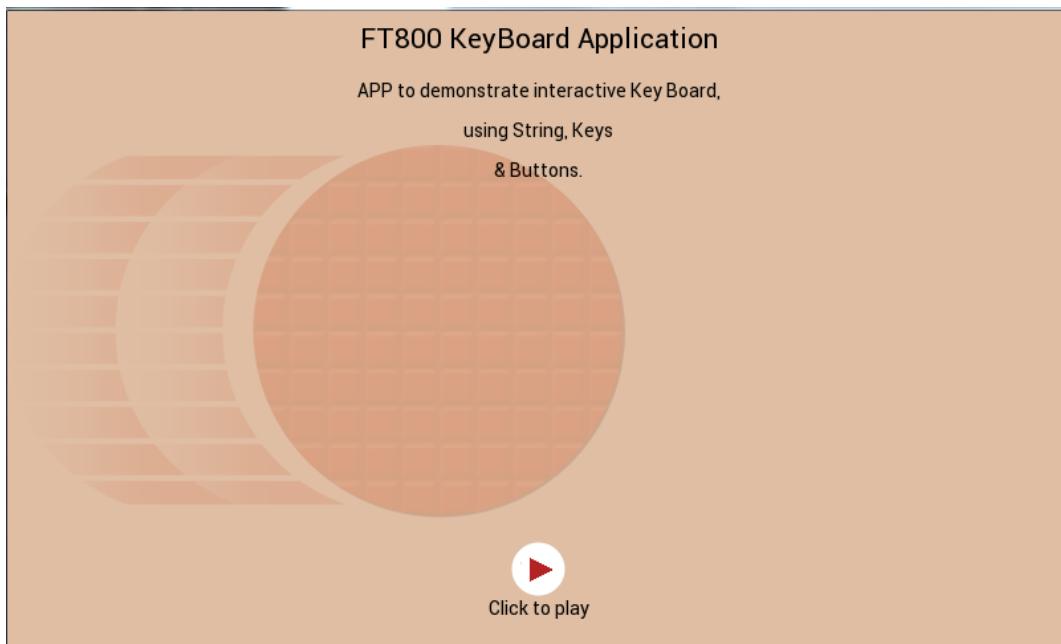 FT800 KeyBoard Application
APP to demonstrate interactive Key Board,
using String, Keys
& Buttons.
Click to play